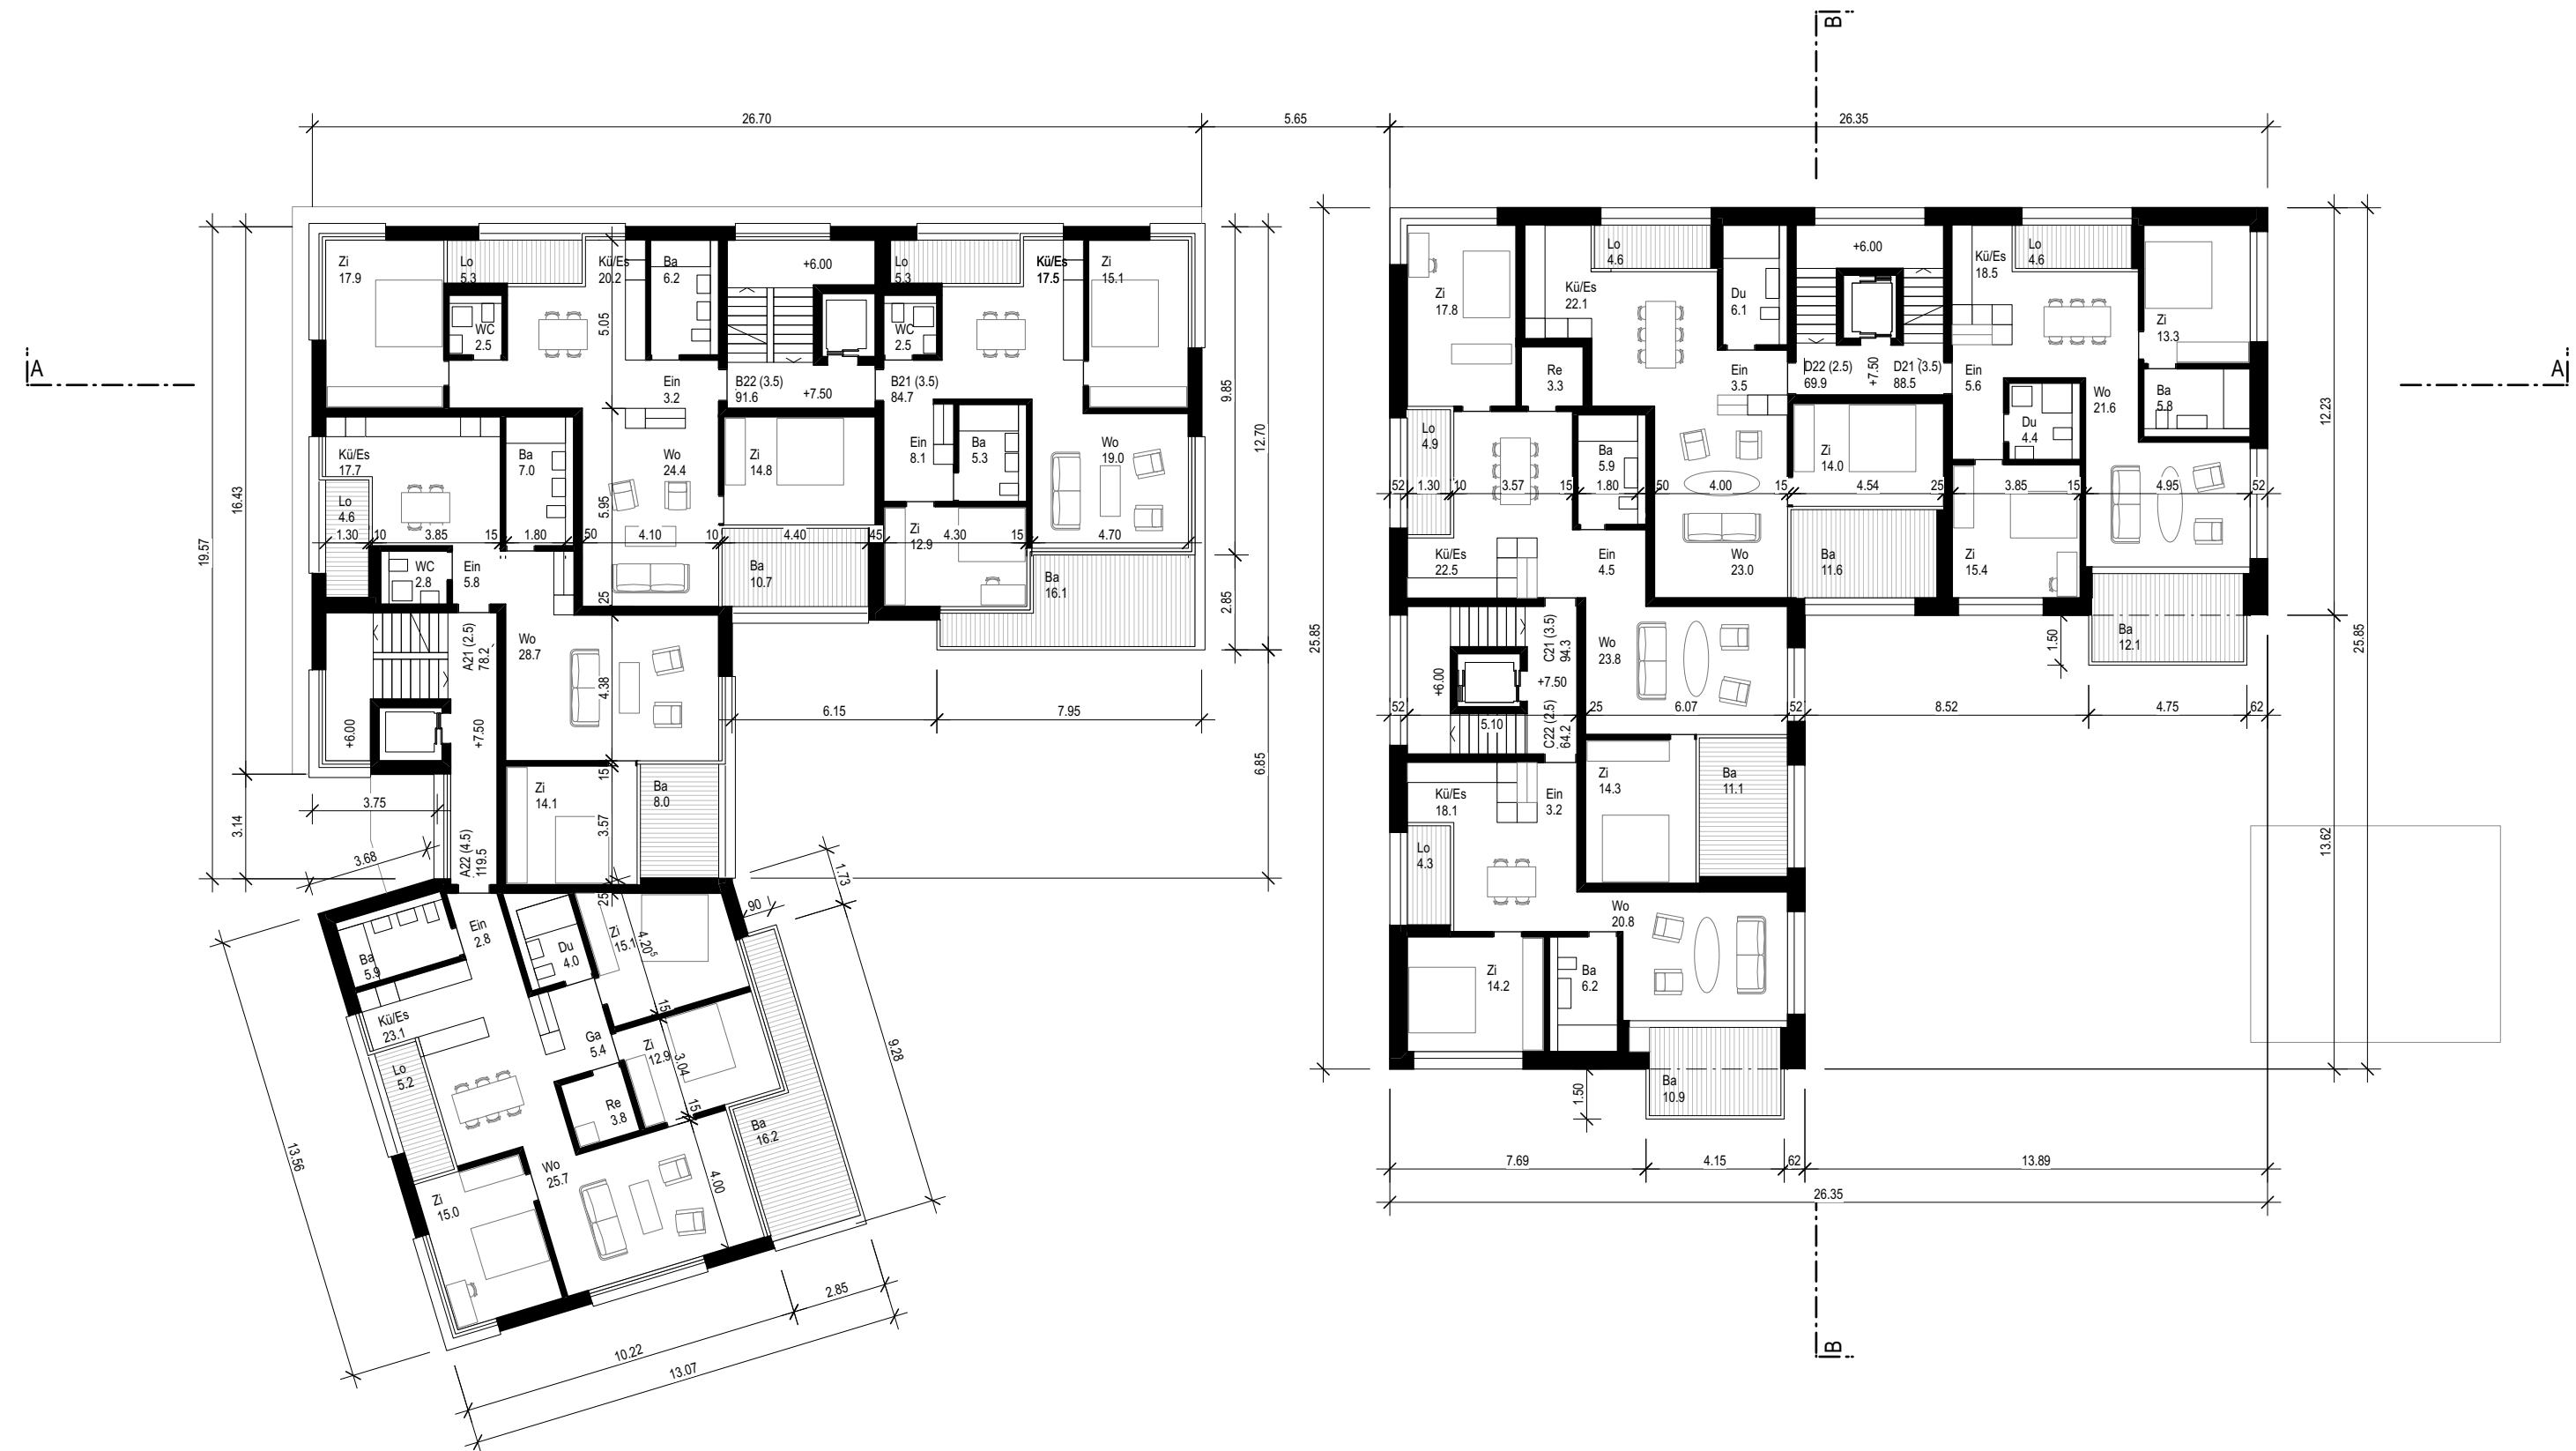 B
26.70
5.65
26.35
A
A
19.57
16.43
3.14
Zi
17.9
Lo
5.3
Kü/Es
20.2
Ba
6.2
+6.00
Lo
5.3
Kü/Es
17.5
Zi
15.1
WC
2.5
5.05
WC
2.5
Ein
3.2
B22 (3.5)
91.6
+7.50
B21 (3.5)
84.7
9.85
12.70
2.85
6.85
Kü/Es
17.7
Ba
7.0
Wo
24.4
Zi
14.8
Ein
8.1
Ba
5.3
Wo
19.0
Lo
4.6
5.95
1.30
10
3.85
15
1.80
50
4.10
10
4.40
45
4.30
15
4.70
Zi
12.9
WC
2.8
Ein
5.8
Ba
10.7
Ba
16.1
25
A21 (2.5)
78.2
Wo
28.7
4.38
+6.00
+7.50
6.15
7.95
3.75
15
Zi
14.1
Ba
8.0
3.57
A22 (4.5)
119.5
3.68
25
1.73
90
Ein
2.8
Ba
5.9
Du
4.0
Zi
15.1
4.20⁵
15
Kü/Es
23.1
Ga
5.4
Zi
12.9
3.04
15
9.28
Lo
5.2
Re
3.8
Ba
16.2
13.56
Wo
25.7
4.00
Zi
15.0
2.85
10.22
13.07
25.85
Zi
17.8
Kü/Es
22.1
Lo
4.6
Du
6.1
+6.00
Kü/Es
18.5
Lo
4.6
Zi
13.3
Re
3.3
Ein
3.5
D22 (2.5)
69.9
+7.50
D21 (3.5)
88.5
Ein
5.6
Wo
21.6
Ba
5.8
12.23
25.85
13.62
Lo
4.9
Ba
5.9
Zi
14.0
Du
4.4
52
1.30
10
3.57
15
1.80
50
4.00
15
4.54
25
3.85
15
4.95
52
Kü/Es
22.5
Ein
4.5
Wo
23.0
Ba
11.6
Zi
15.4
Ba
12.1
1.50
C21 (3.5)
94.3
Wo
23.8
+6.00
+7.50
52
5.10
25
6.07
52
8.52
4.75
62
C22 (2.5)
64.2
Zi
14.3
Ba
11.1
Kü/Es
18.1
Ein
3.2
Lo
4.3
Wo
20.8
Zi
14.2
Ba
6.2
Ba
10.9
1.50
7.69
4.15
62
13.89
26.35
B